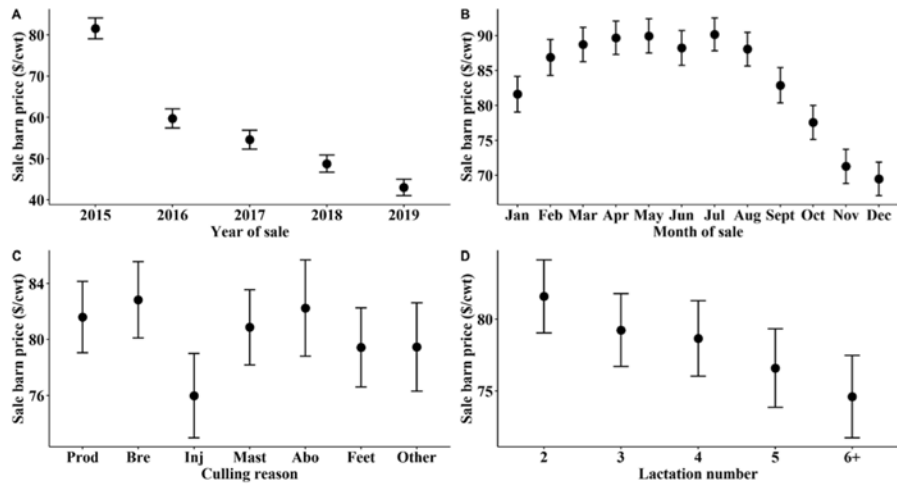 A
Sale barn price ($/cwt)
80
70
60
50
40
2015 2016 2017 2018 2019
Year of sale
B
Sale barn price ($/cwt)
90
85
80
75
70
Jan Feb Mar Apr May Jun Jul Aug Sept Oct Nov Dec
Month of sale
C
Sale barn price ($/cwt)
84
80
76
Prod Bre Inj Mast Abo Feet Other
Culling reason
D
Sale barn price ($/cwt)
80
75
2 3 4 5 6+
Lactation number